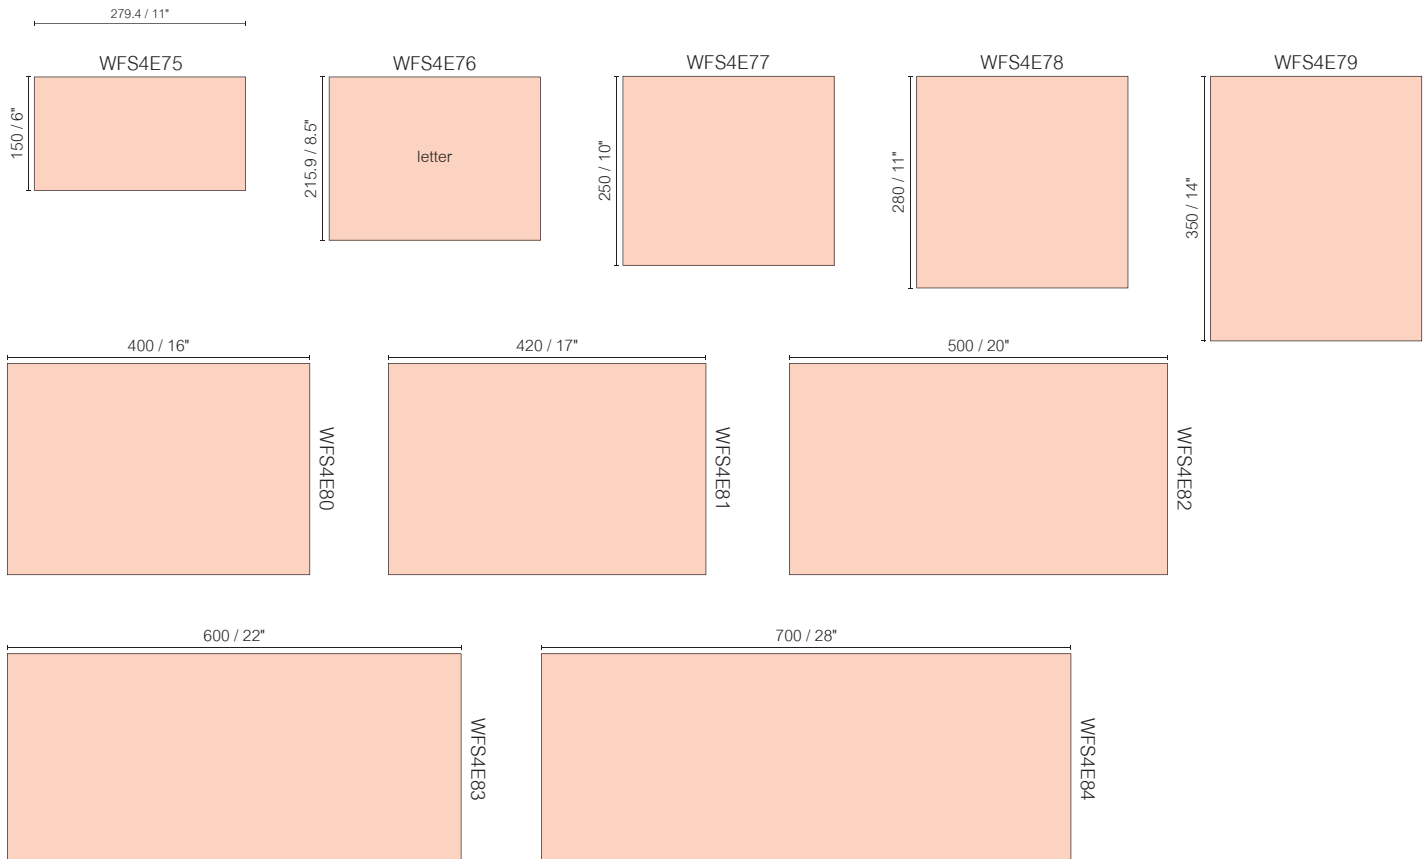 279.4 / 11"
WFS4E75
WFS4E76
WFS4E77
WFS4E78
WFS4E79
150 / 6"
215.9 / 8.5"
letter
250 / 10"
280 / 11"
350 / 14"
400 / 16"
420 / 17"
500 / 20"
WFS4E80
WFS4E81
WFS4E82
600 / 22"
700 / 28"
WFS4E83
WFS4E84